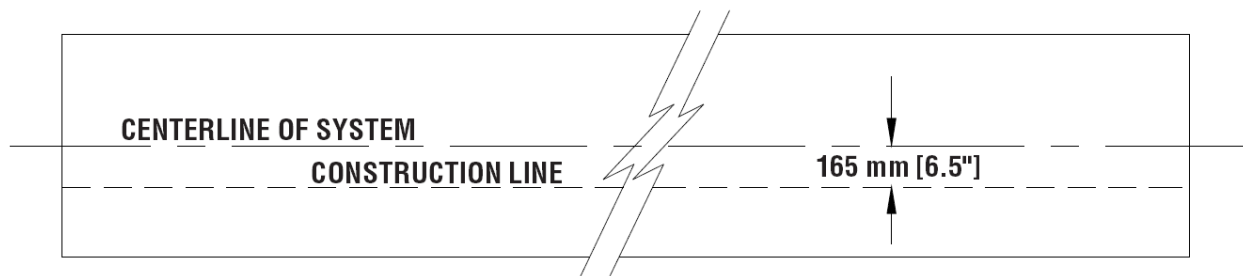 CENTERLINE OF SYSTEM
CONSTRUCTION LINE
165 mm [6.5"]